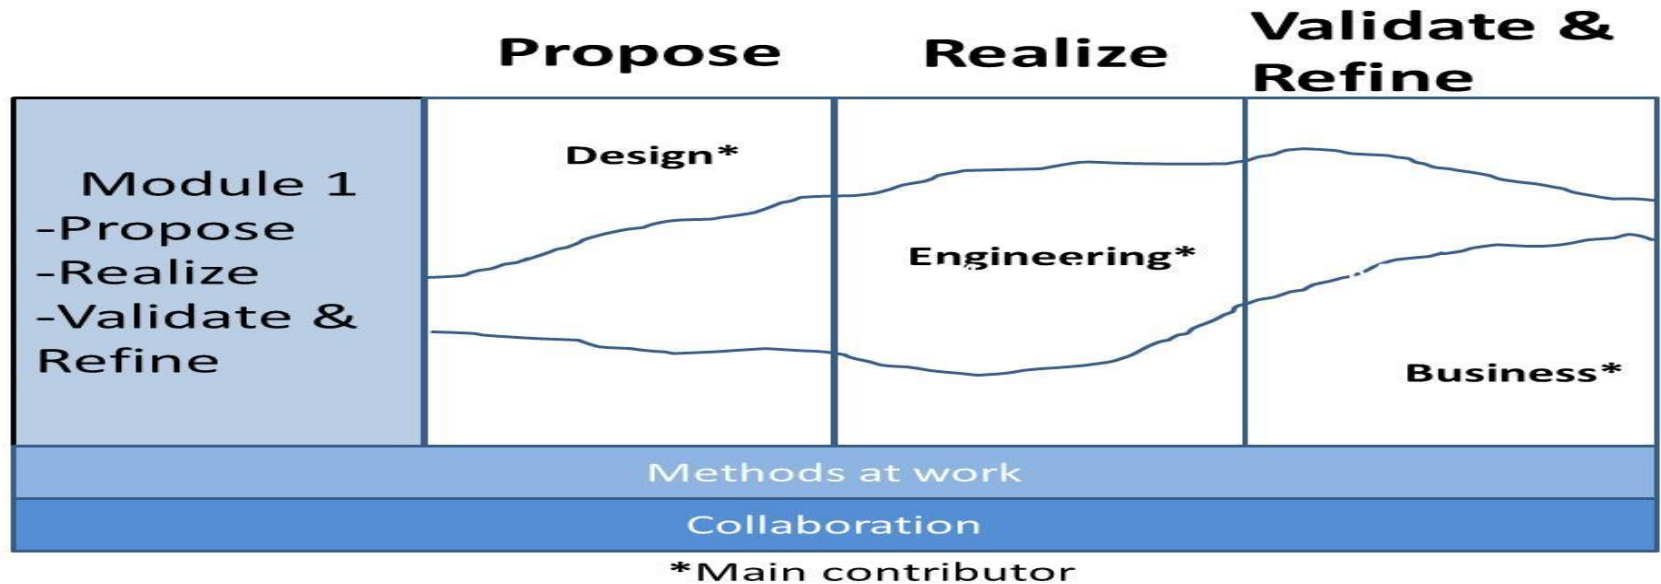 Propose
Realize
Validate &
Refine
Module 1
-Propose
-Realize
-Validate &
Refine
Design*
Engineering*
Business*
Methods at work
Collaboration
*Main contributor